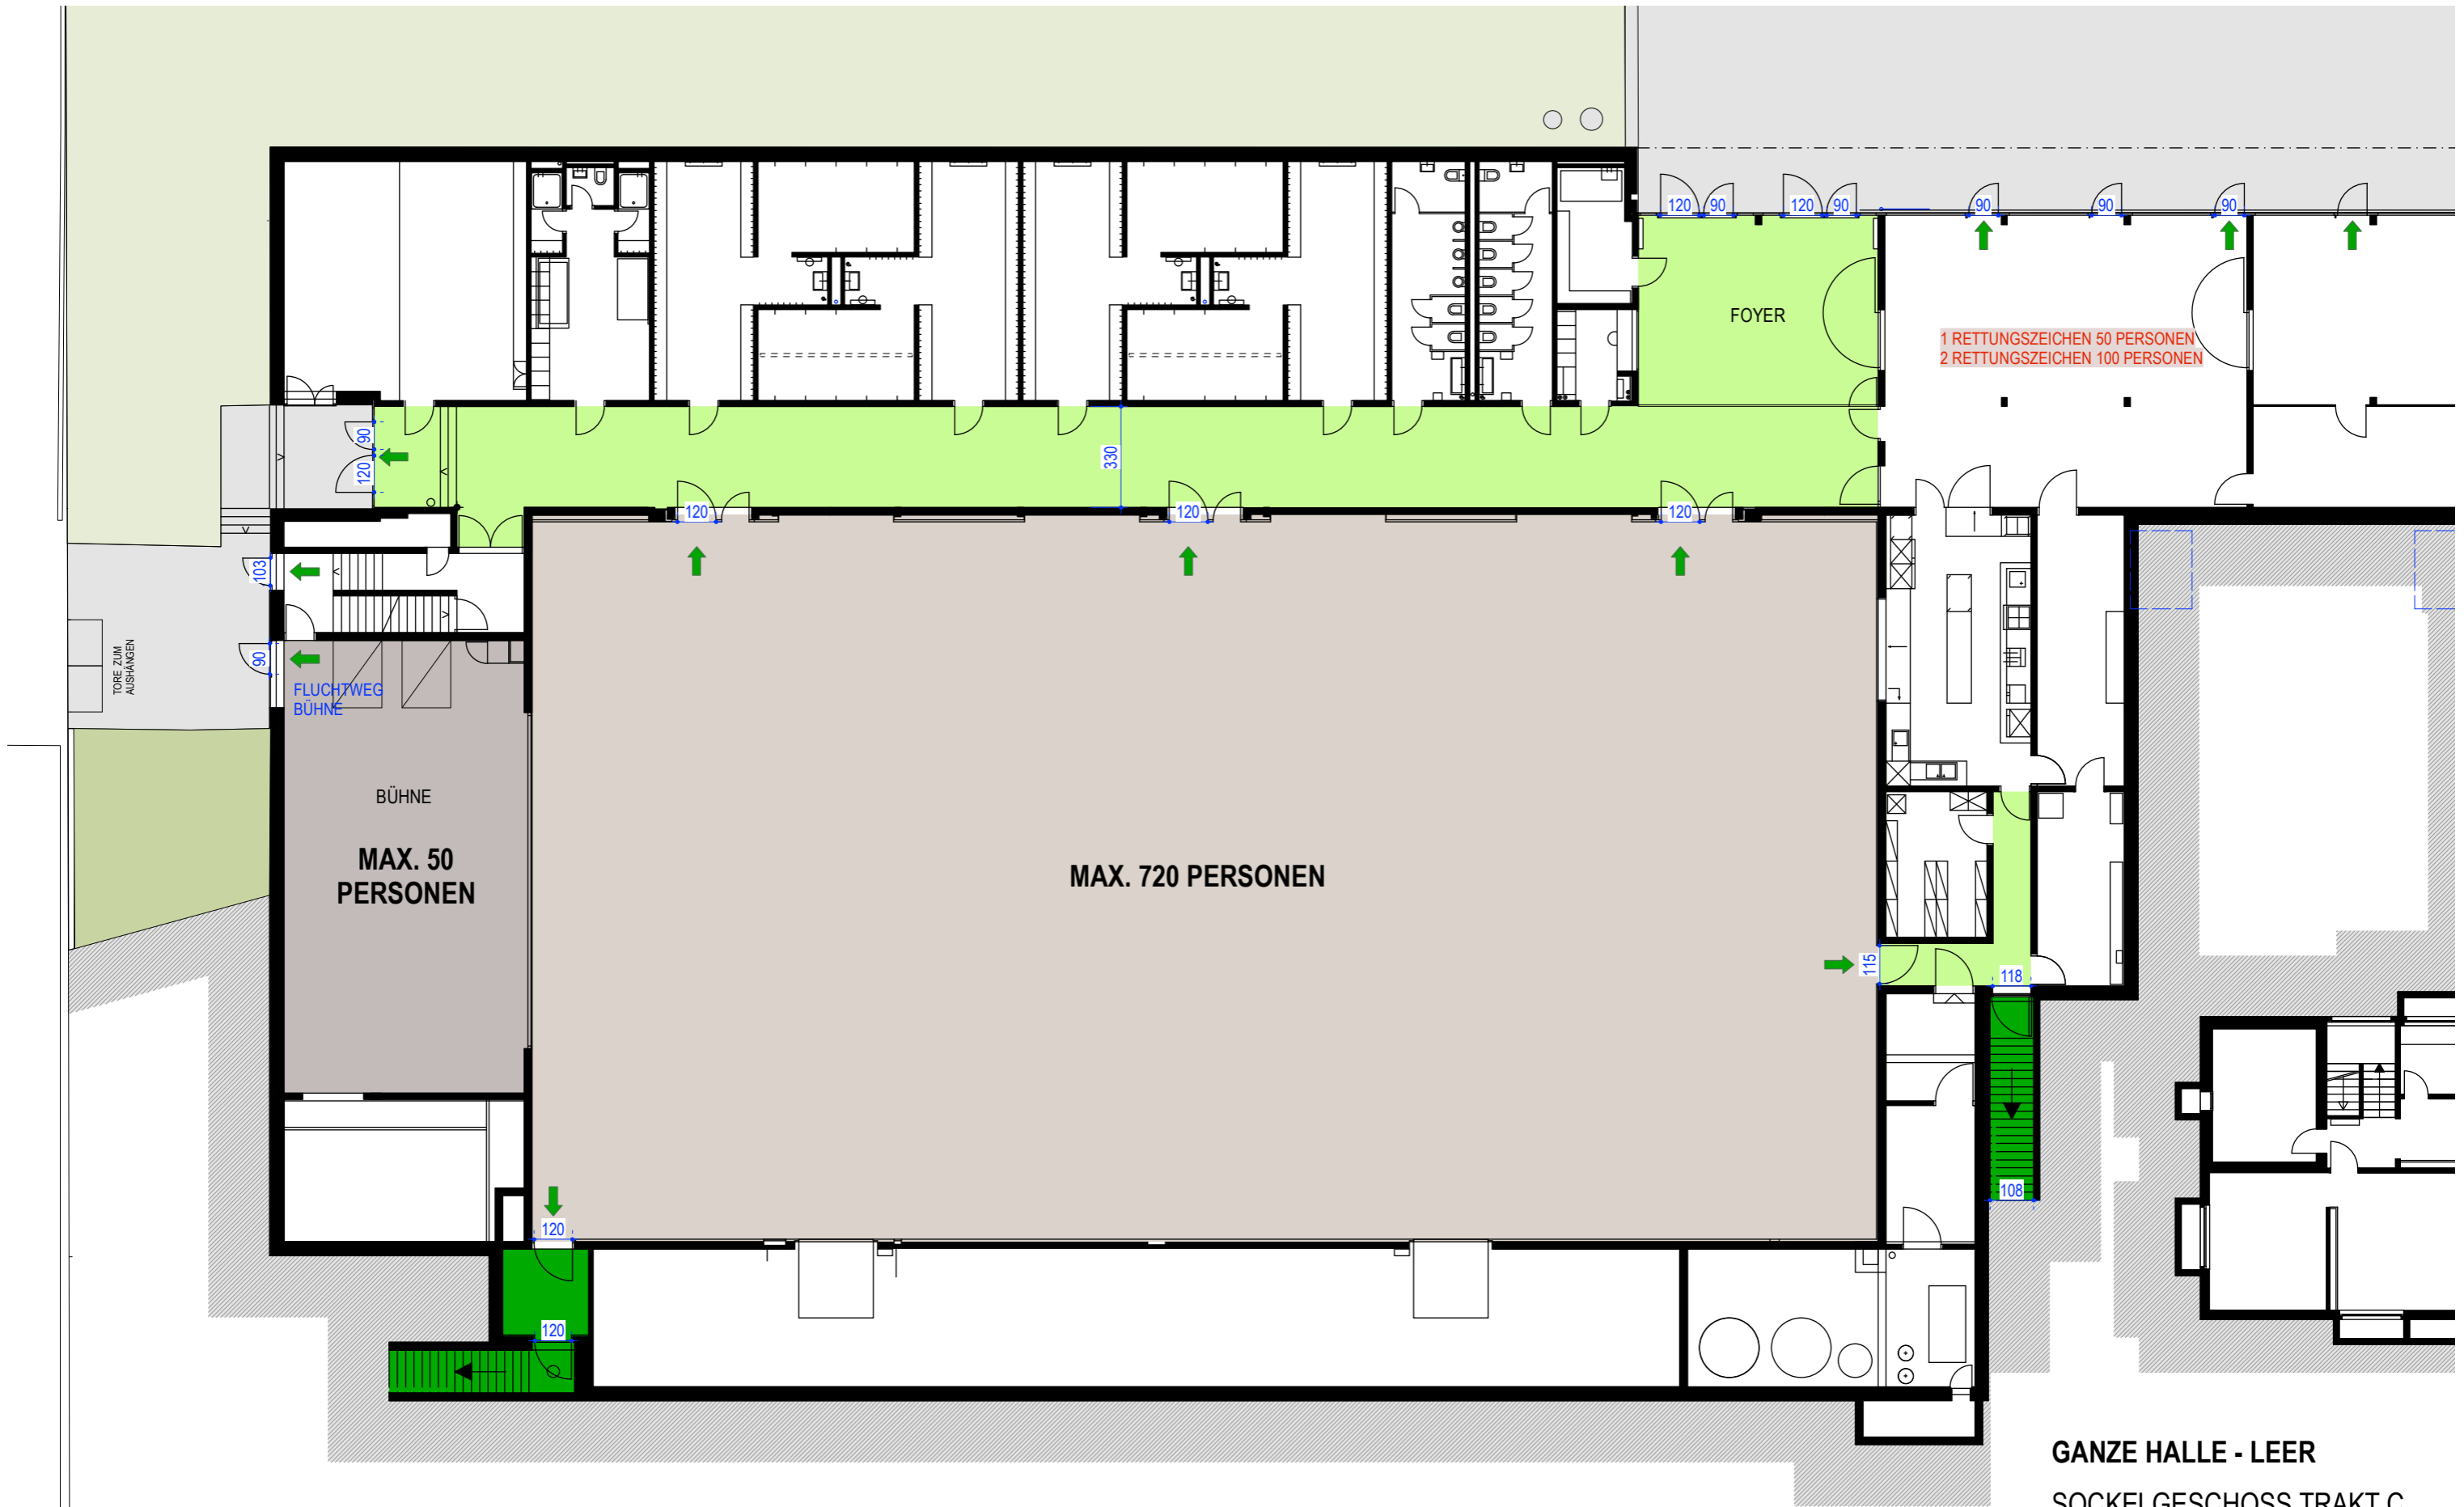 120
90
120
90
90
90
90
FOYER
1 RETTUNGSZEICHEN 50 PERSONEN
2 RETTUNGSZEICHEN 100 PERSONEN
90
120
330
120
120
120
103
90
TORE ZUM
AUSHÄNGEN
FLUCHTWEG
BÜHNE
BÜHNE
MAX. 50
PERSONEN
MAX. 720 PERSONEN
115
118
108
120
120
GANZE HALLE - LEER
SOCKELGESCHOSS TRAKT C